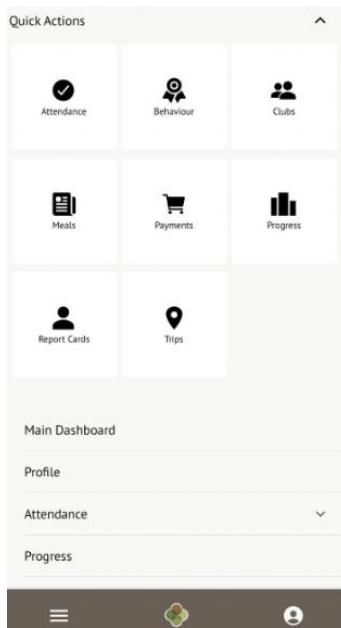 Quick Actions
Attendance
Behaviour
Clubs
Meals
Payments
Progress
Report Cards
Trips
Main Dashboard
Profile
Attendance
Progress